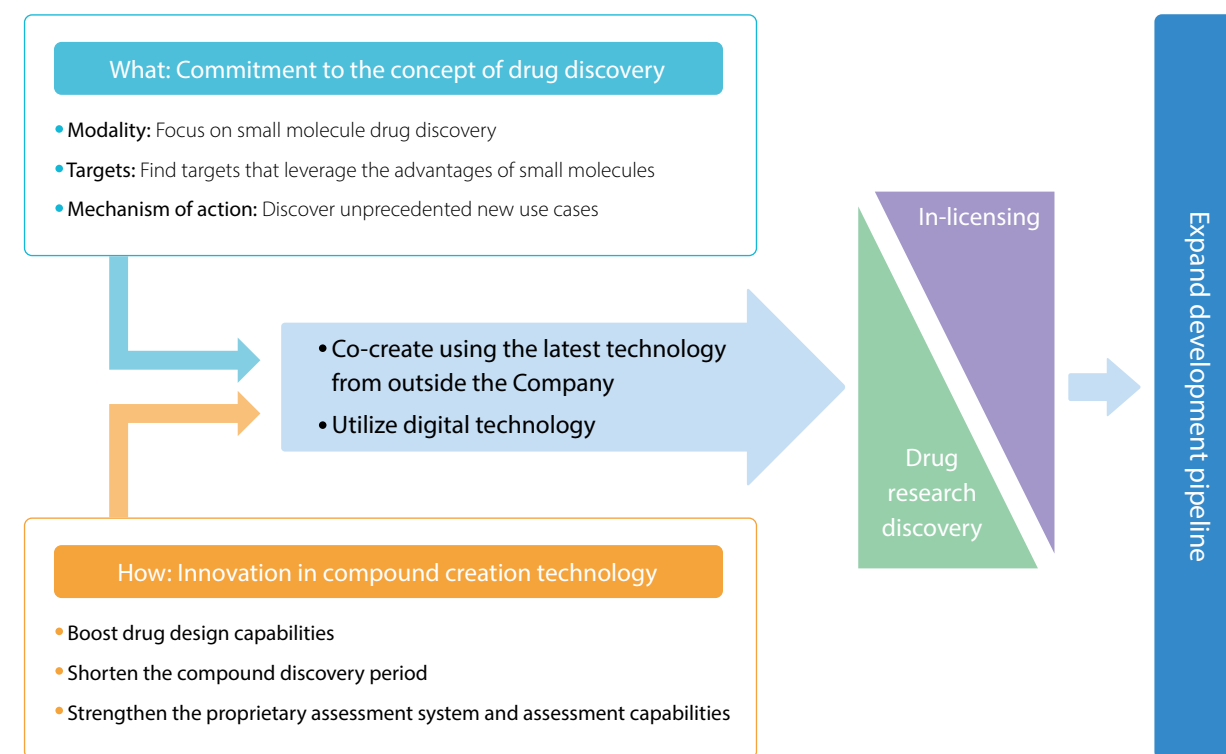 What: Commitment to the concept of drug discovery
• Modality: Focus on small molecule drug discovery
• Targets: Find targets that leverage the advantages of small molecules
• Mechanism of action: Discover unprecedented new use cases
• Co-create using the latest technology
from outside the Company
• Utilize digital technology
How: Innovation in compound creation technology
• Boost drug design capabilities
• Shorten the compound discovery period
• Strengthen the proprietary assessment system and assessment capabilities
In-licensing
Drug
research
discovery
Expand development pipeline